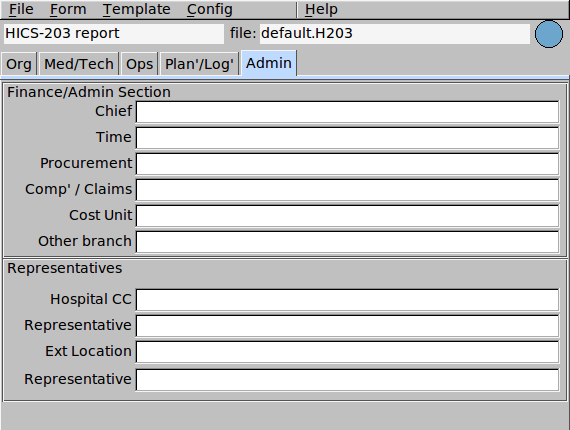 File Form Template Config Help
HICS-203 report file: default.H203
Org Med/Tech Ops Plan'/Log' Admin
Finance/Admin Section
Chief
Time
Procurement
Comp' / Claims
Cost Unit
Other branch
Representatives
Hospital CC
Representative
Ext Location
Representative